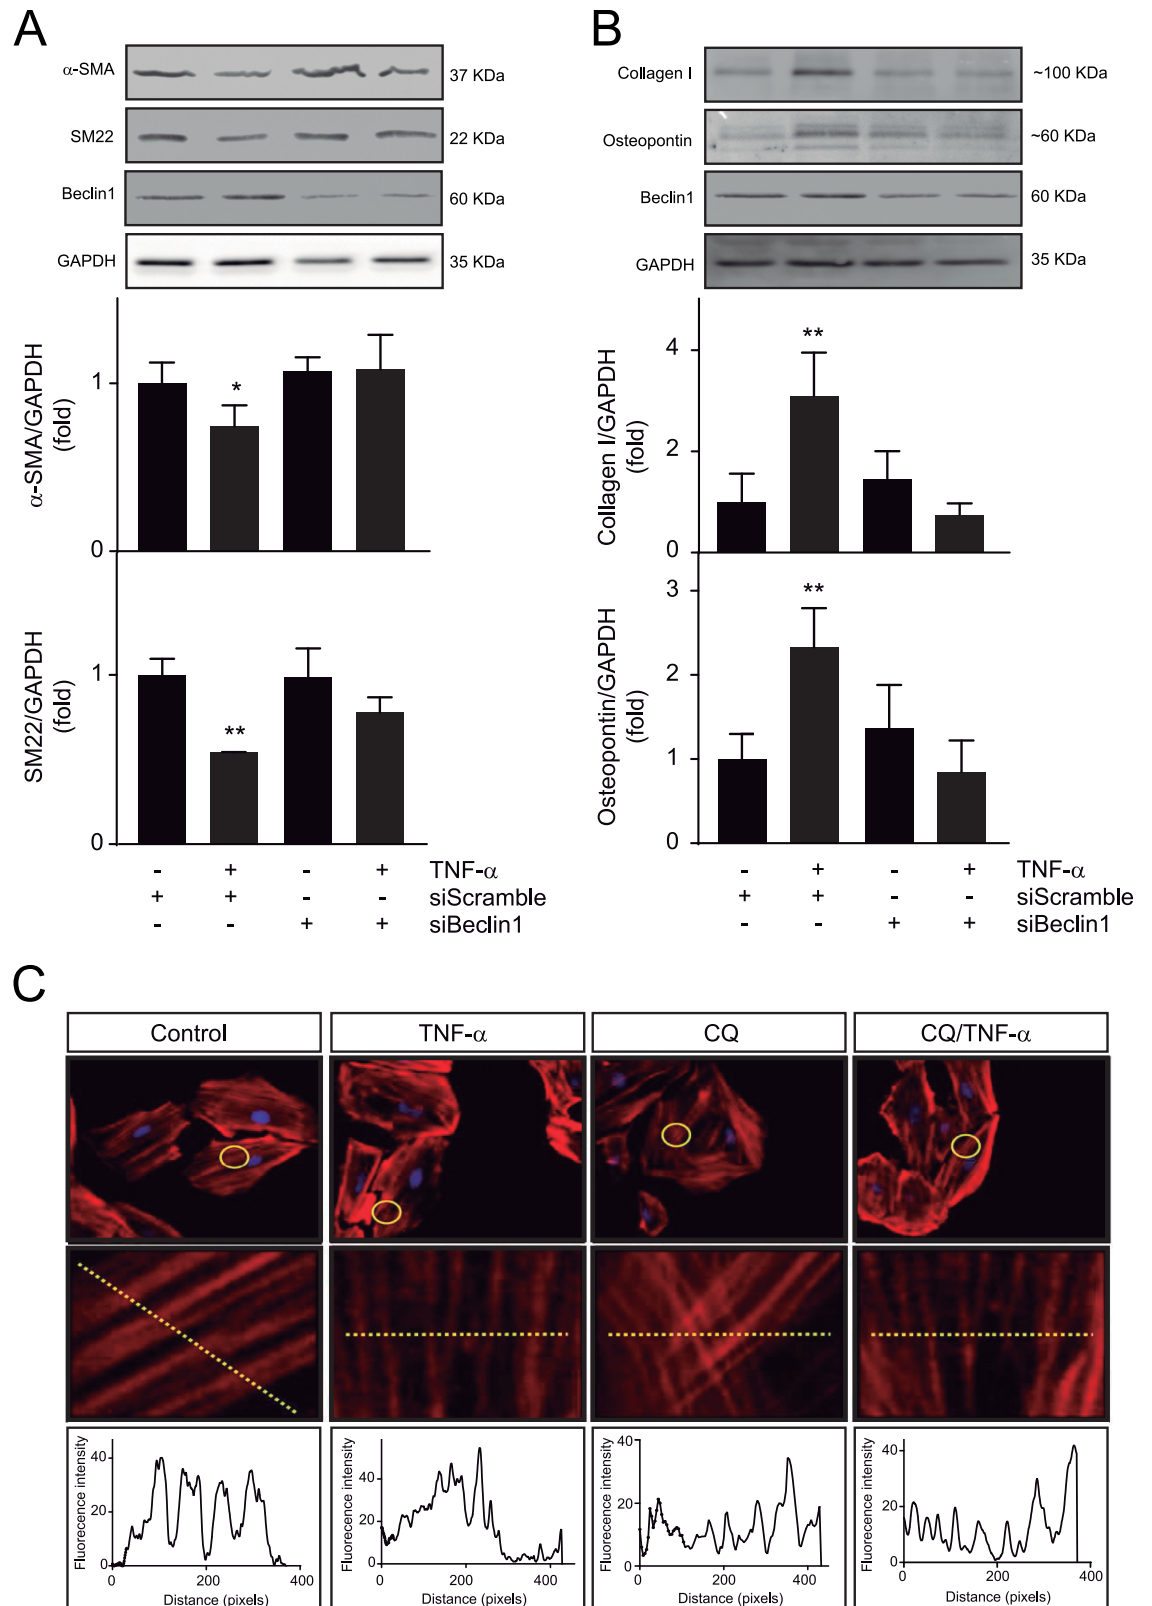 A
α-SMA
37 KDa
SM22
22 KDa
Beclin1
60 KDa
GAPDH
35 KDa
α-SMA/GAPDH
(fold)
1
*
0
SM22/GAPDH
(fold)
1
**
0
- + - + TNF-α
+ + - - siScramble
- - + + siBeclin1
B
Collagen I
~100 KDa
Osteopontin
~60 KDa
Beclin1
60 KDa
GAPDH
35 KDa
Collagen I/GAPDH
(fold)
4
2
0
**
Osteopontin/GAPDH
(fold)
3
2
1
0
**
- + - + TNF-α
+ + - - siScramble
- - + + siBeclin1
C
Control
TNF-α
CQ
CQ/TNF-α
Fluorecence intensity
40
20
0
0 200 400
Distance (pixels)
Fluorecence intensity
40
20
0
0 200 400
Distance (pixels)
Fluorecence intensity
40
20
0
0 200 400
Distance (pixels)
Fluorecence intensity
40
20
0
0 200 400
Distance (pixels)